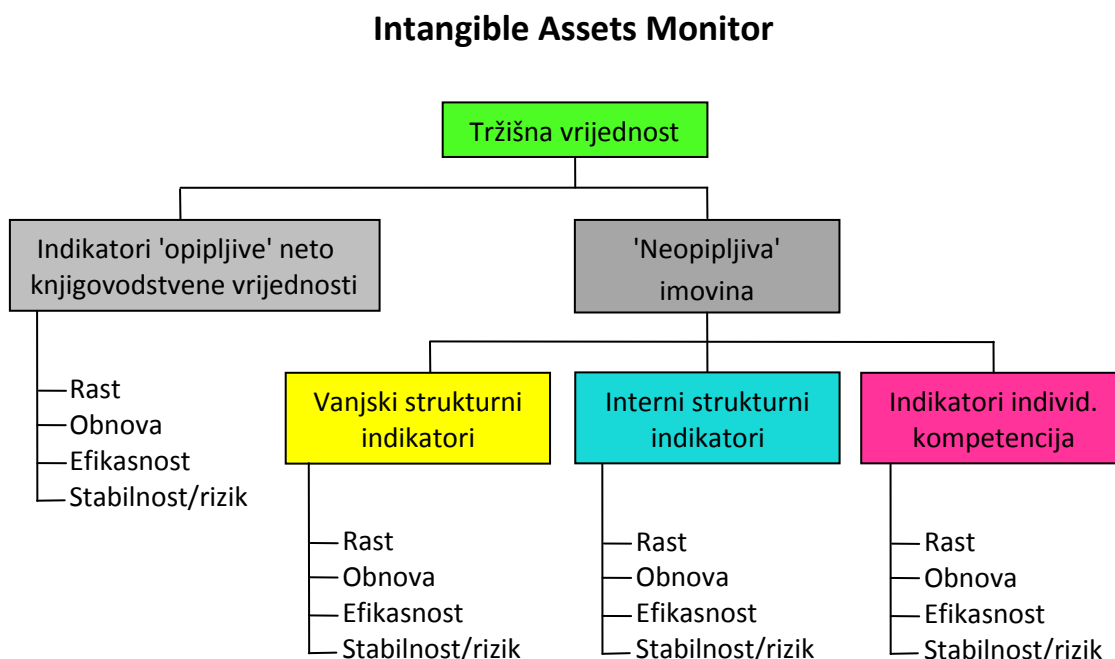 Intangible Assets Monitor
Tržišna vrijednost
Indikatori 'opipljive' neto
knjigovodstvene vrijednosti
'Neopipljiva'
imovina
Rast
Obnova
Efikasnost
Stabilnost/rizik
Vanjski strukturni
indikatori
Interni strukturni
indikatori
Indikatori individ.
kompetencija
Rast
Obnova
Efikasnost
Stabilnost/rizik
Rast
Obnova
Efikasnost
Stabilnost/rizik
Rast
Obnova
Efikasnost
Stabilnost/rizik